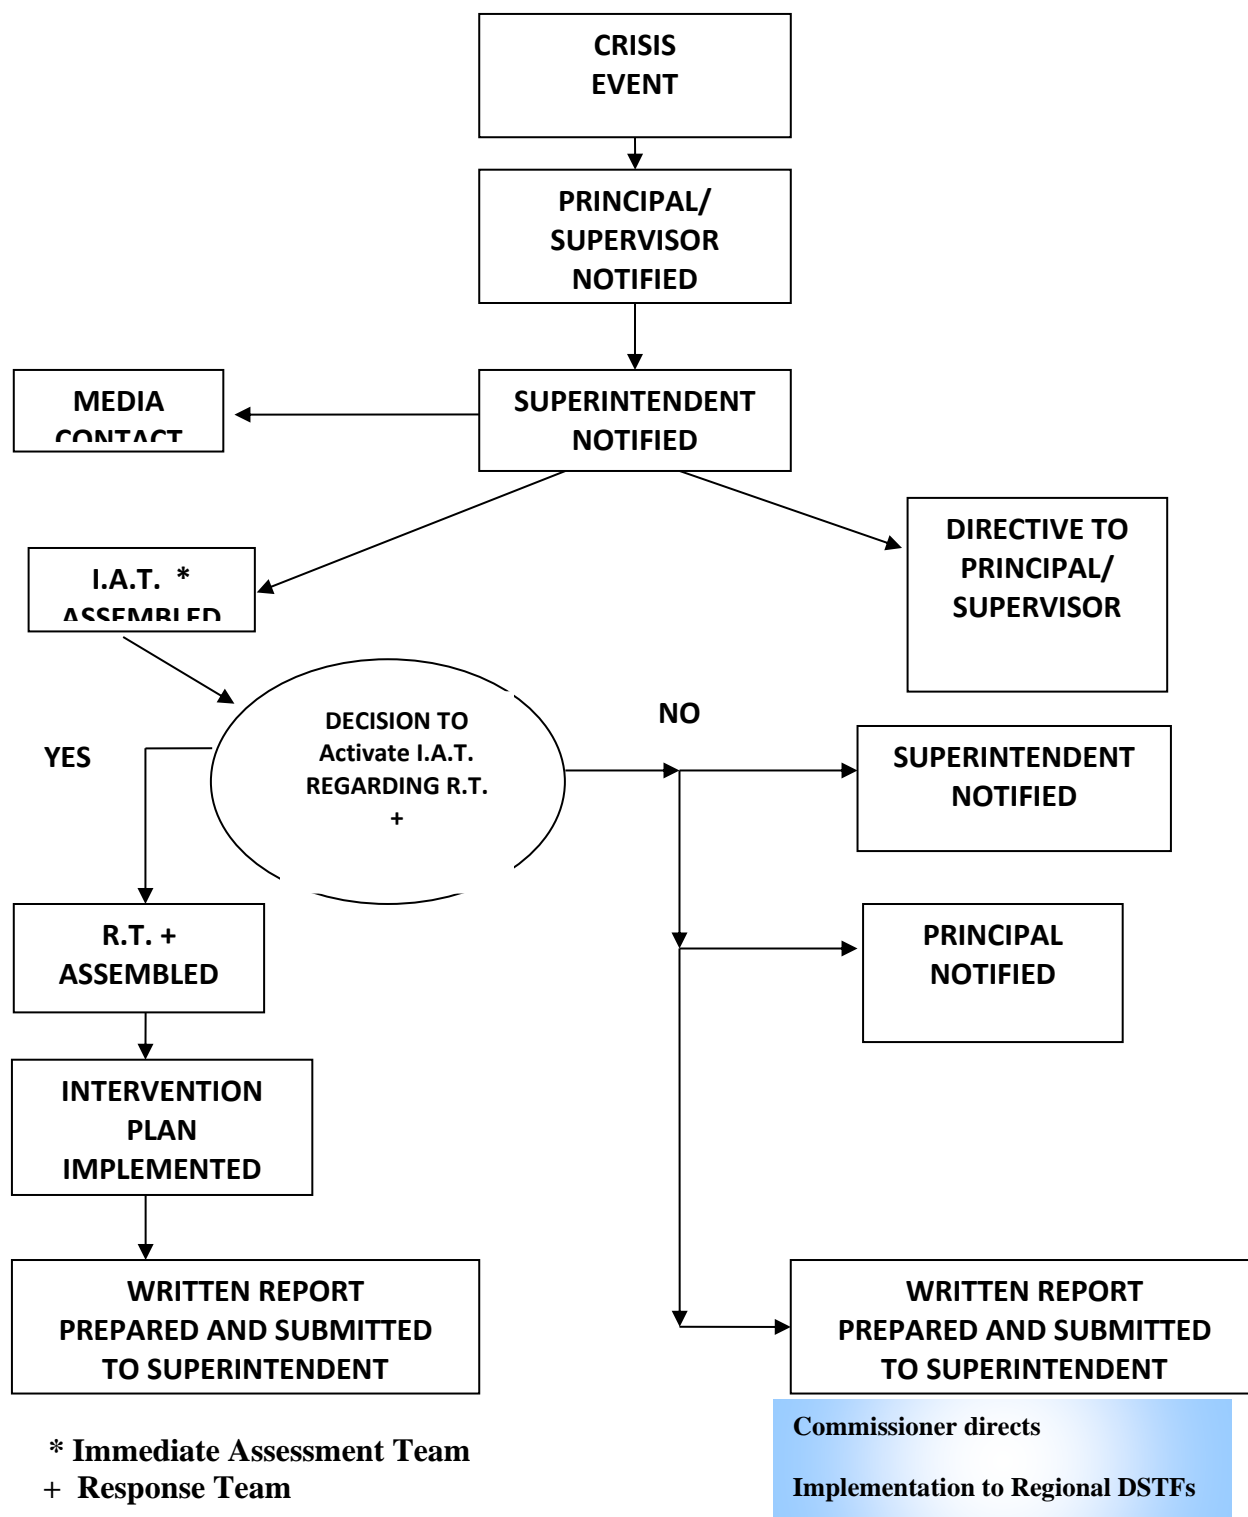 CRISIS
EVENT
PRINCIPAL/
SUPERVISOR
NOTIFIED
MEDIA
CONTACT
SUPERINTENDENT
NOTIFIED
DIRECTIVE TO
PRINCIPAL/
SUPERVISOR
I.A.T. *
ASSEMBLED
DECISION TO
Activate I.A.T.
REGARDING R.T.
+
YES
NO
SUPERINTENDENT
NOTIFIED
R.T. +
ASSEMBLED
PRINCIPAL
NOTIFIED
INTERVENTION
PLAN
IMPLEMENTED
WRITTEN REPORT
PREPARED AND SUBMITTED
TO SUPERINTENDENT
WRITTEN REPORT
PREPARED AND SUBMITTED
TO SUPERINTENDENT
* Immediate Assessment Team
+ Response Team
Commissioner directs
Implementation to Regional DSTFs